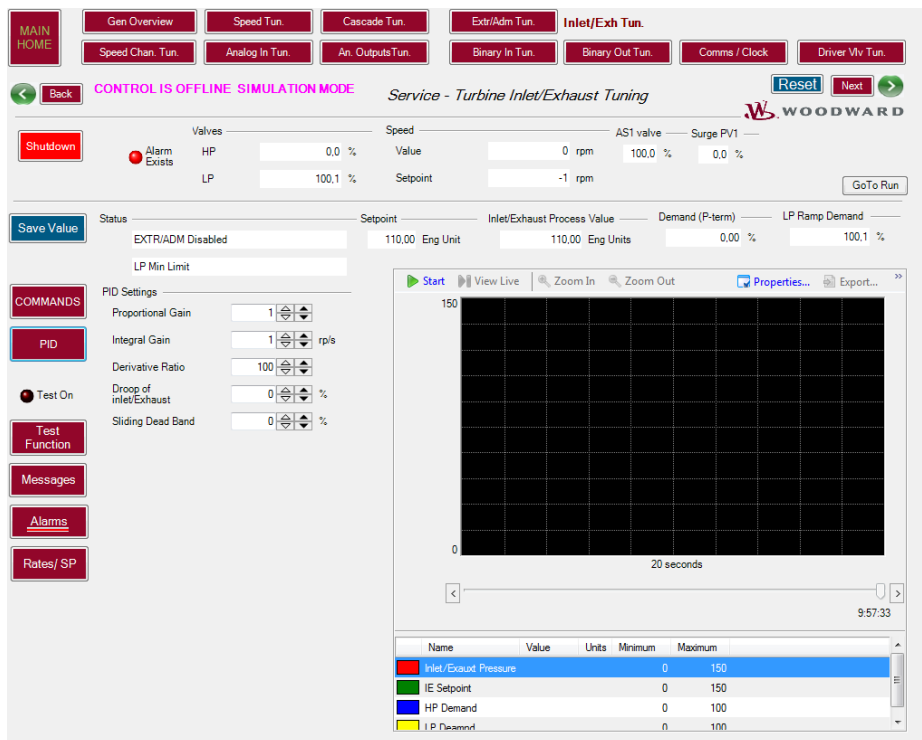 MAIN HOME
Gen Overview
Speed Tun.
Cascade Tun.
Extr/Adm Tun.
Inlet/Exh Tun.
Speed Chan. Tun.
Analog In Tun.
An. OutputsTun.
Binary In Tun.
Binary Out Tun.
Comms / Clock
Driver Vlv Tun.
Back
CONTROL IS OFFLINE  SIMULATION MODE
Service - Turbine Inlet/Exhaust Tuning
Reset
Next
WOODWARD
Shutdown
Alarm Exists
Valves
HP 0,0 %
LP 100,1 %
Speed
Value 0 rpm
Setpoint -1 rpm
AS1 valve
100,0 %
Surge PV1
0,0 %
GoTo Run
Save Value
Status
EXTR/ADM Disabled
LP Min Limit
Setpoint
110,00 Eng Unit
Inlet/Exhaust Process Value
110,00 Eng Units
Demand (P-term)
0,00 %
LP Ramp Demand
100,1 %
COMMANDS
PID
Test On
Test Function
Messages
Alarms
Rates/ SP
PID Settings
Proportional Gain 1
Integral Gain 1 rp/s
Derivative Ratio 100
Droop of inlet/Exhaust 0 %
Sliding Dead Band 0 %
Start
View Live
Zoom In
Zoom Out
Properties...
Export...
»
150
0
20 seconds
<
>
9:57:33
Name Value Units Minimum Maximum
Inlet/Exauxt Pressure 0 150
IE Setpoint 0 150
HP Demand 0 100
LP Deamnd 0 100